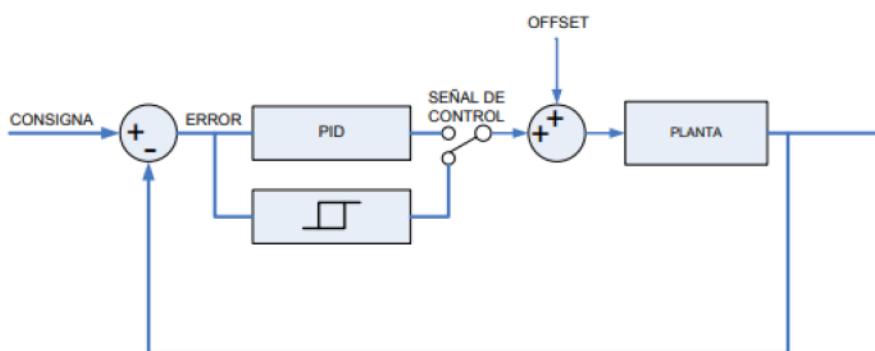 OFFSET
SEÑAL DE
CONTROL
CONSIGNA
ERROR
PID
PLANTA
+
-
+
+